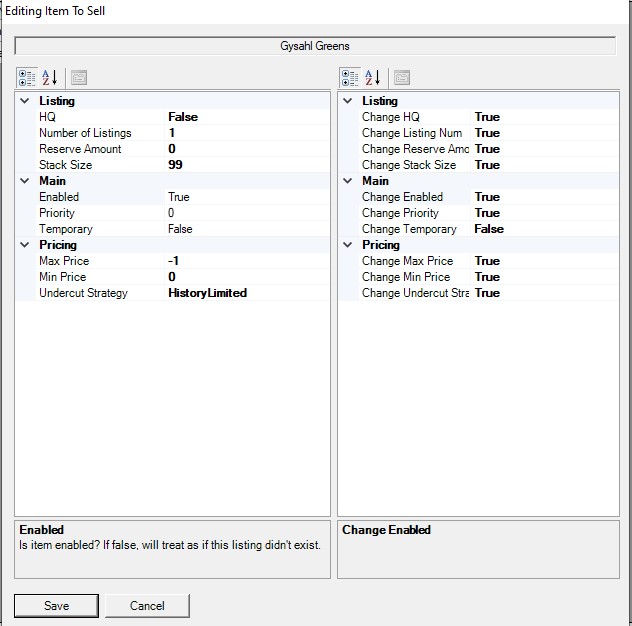 Editing Item To Sell
Gysahl Greens
Listing
HQ False
Number of Listings 1
Reserve Amount 0
Stack Size 99
Main
Enabled True
Priority 0
Temporary False
Pricing
Max Price -1
Min Price 0
Undercut Strategy HistoryLimited
Enabled
Is item enabled? If false, will treat as if this listing didn't exist.
Listing
Change HQ True
Change Listing Num True
Change Reserve Amo True
Change Stack Size True
Main
Change Enabled True
Change Priority True
Change Temporary False
Pricing
Change Max Price True
Change Min Price True
Change Undercut Stra True
Change Enabled
Save Cancel